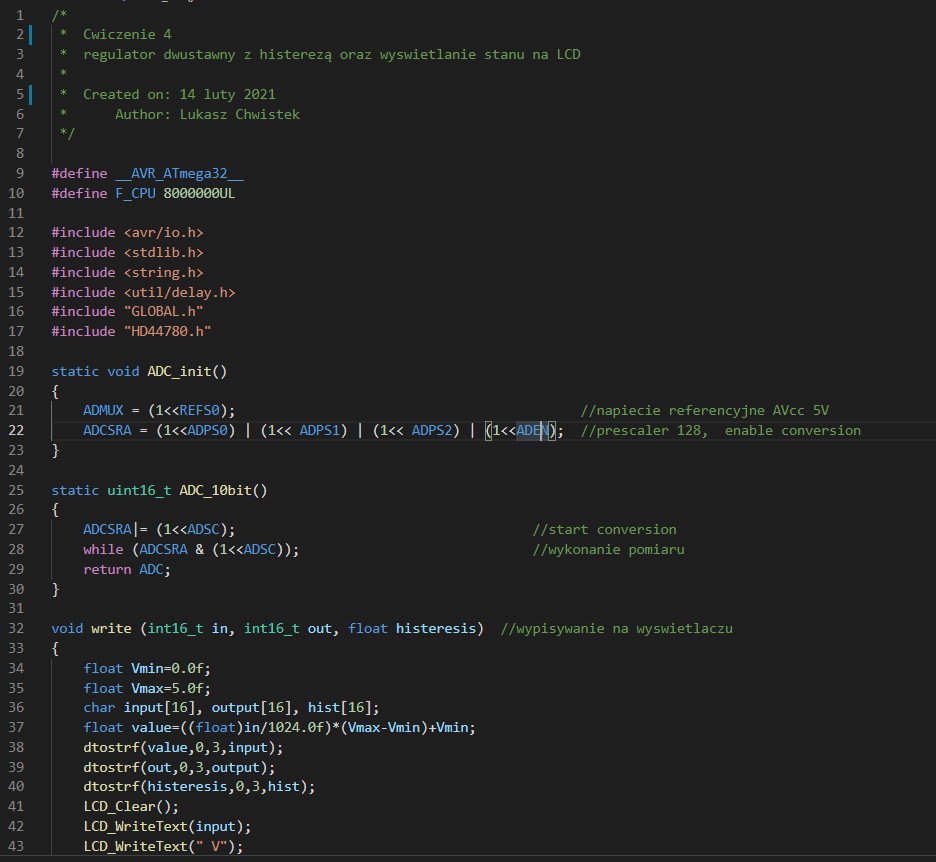 1 /*
2  *  Cwiczenie 4
3  *  regulator dwustawny z histerezą oraz wyswietlanie stanu na LCD
4  *
5  *  Created on: 14 luty 2021
6  *      Author: Lukasz Chwistek
7  */
8
9 #define __AVR_ATmega32__
10 #define F_CPU 8000000UL
11
12 #include <avr/io.h>
13 #include <stdlib.h>
14 #include <string.h>
15 #include <util/delay.h>
16 #include "GLOBAL.h"
17 #include "HD44780.h"
18
19 static void ADC_init()
20 {
21     ADMUX = (1<<REFS0);                                           //napiecie referencyjne AVcc 5V
22     ADCSRA = (1<<ADPS0) | (1<< ADPS1) | (1<< ADPS2) | (1<<ADEN);  //prescaler 128,  enable conversion
23 }
24
25 static uint16_t ADC_10bit()
26 {
27     ADCSRA|= (1<<ADSC);                                     //start conversion
28     while (ADCSRA & (1<<ADSC));                             //wykonanie pomiaru
29     return ADC;
30 }
31
32 void write (int16_t in, int16_t out, float histeresis)  //wypisywanie na wyswietlaczu
33 {
34     float Vmin=0.0f;
35     float Vmax=5.0f;
36     char input[16], output[16], hist[16];
37     float value=((float)in/1024.0f)*(Vmax-Vmin)+Vmin;
38     dtostrf(value,0,3,input);
39     dtostrf(out,0,3,output);
40     dtostrf(histeresis,0,3,hist);
41     LCD_Clear();
42     LCD_WriteText(input);
43     LCD_WriteText(" V");